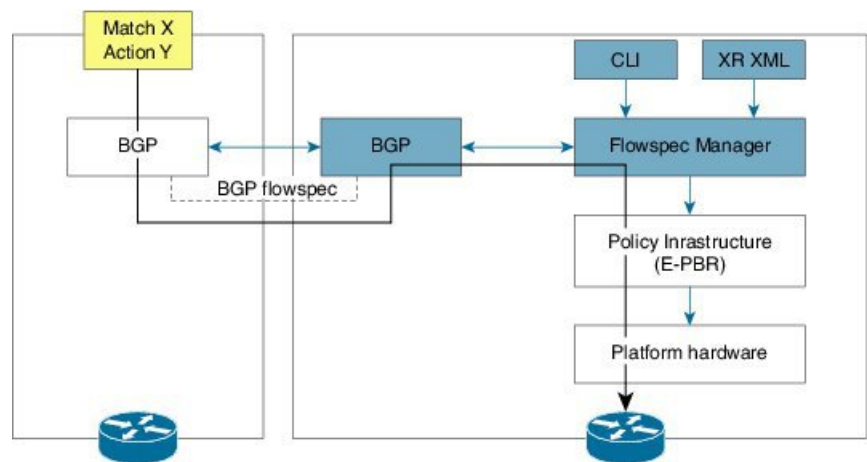 Match X
Action Y
CLI
XR XML
BGP
BGP
Flowspec Manager
BGP flowspec
Policy Inrastructure
(E-PBR)
Platform hardware